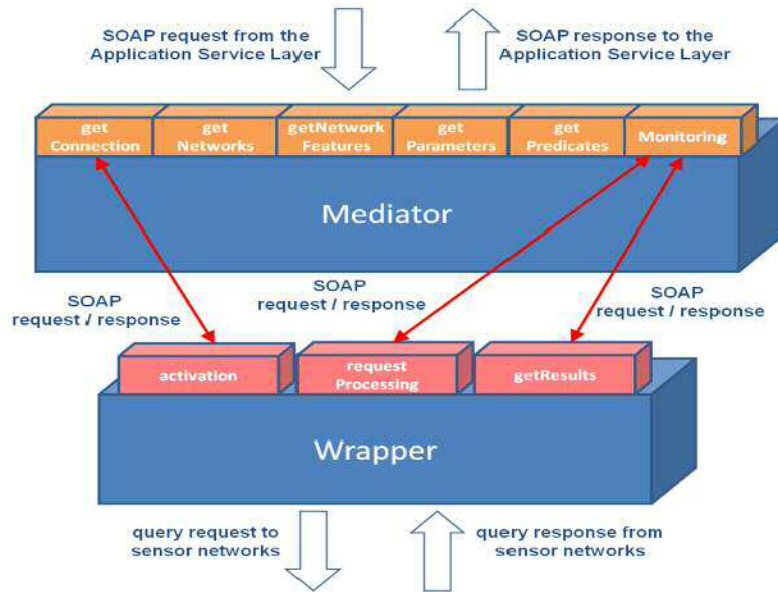 SOAP request from the
Application Service Layer
SOAP response to the
Application Service Layer
get
Connection
get
Networks
getNetwork
Features
get
Parameters
get
Predicates
Monitoring
Mediator
SOAP
request / response
SOAP
request / response
SOAP
request / response
activation
request
Processing
getResults
Wrapper
query request to
sensor networks
query response from
sensor networks